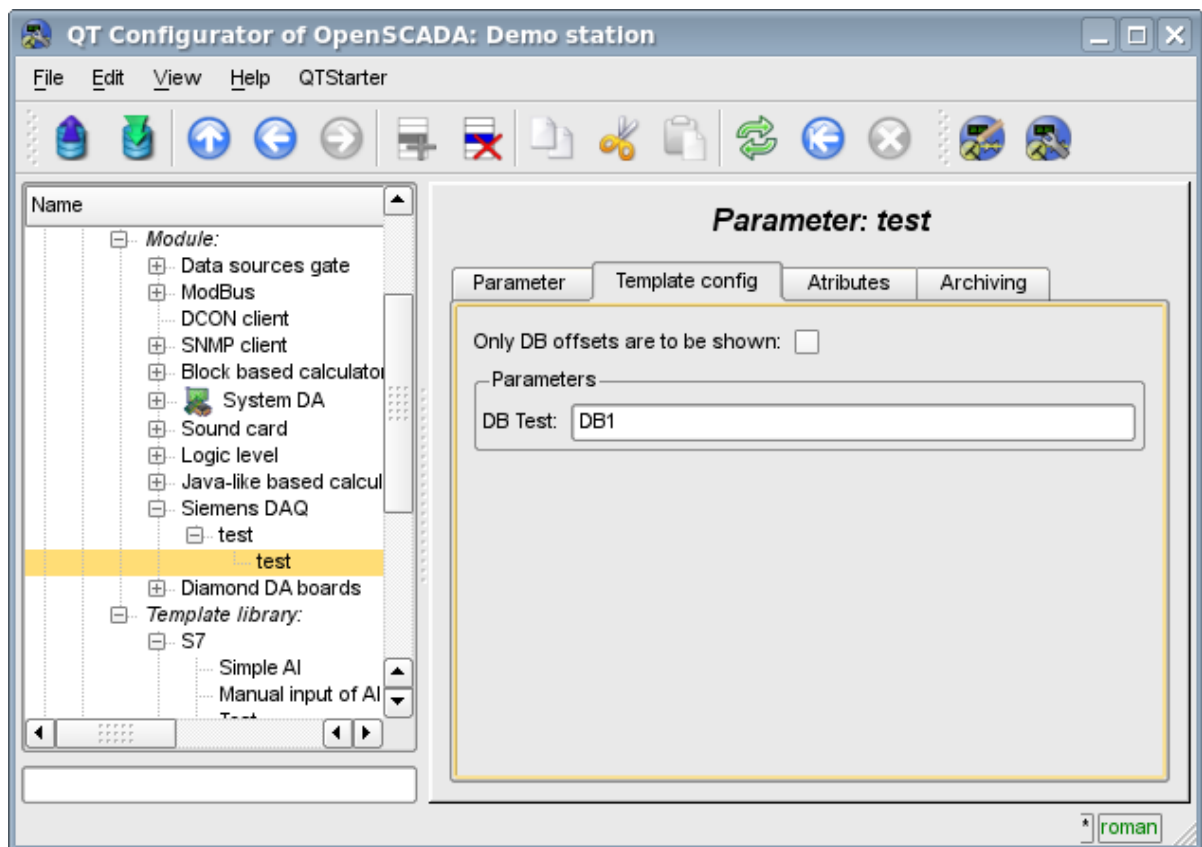 QT Configurator of OpenSCADA: Demo station
File Edit View Help QTStarter
Name
Module:
Data sources gate
ModBus
DCON client
SNMP client
Block based calculator
System DA
Sound card
Logic level
Java-like based calcul
Siemens DAQ
test
test
Diamond DA boards
Template library:
S7
Simple AI
Manual input of AI
Parameter: test
Parameter Template config Atributes Archiving
Only DB offsets are to be shown:
Parameters
DB Test: DB1
* roman